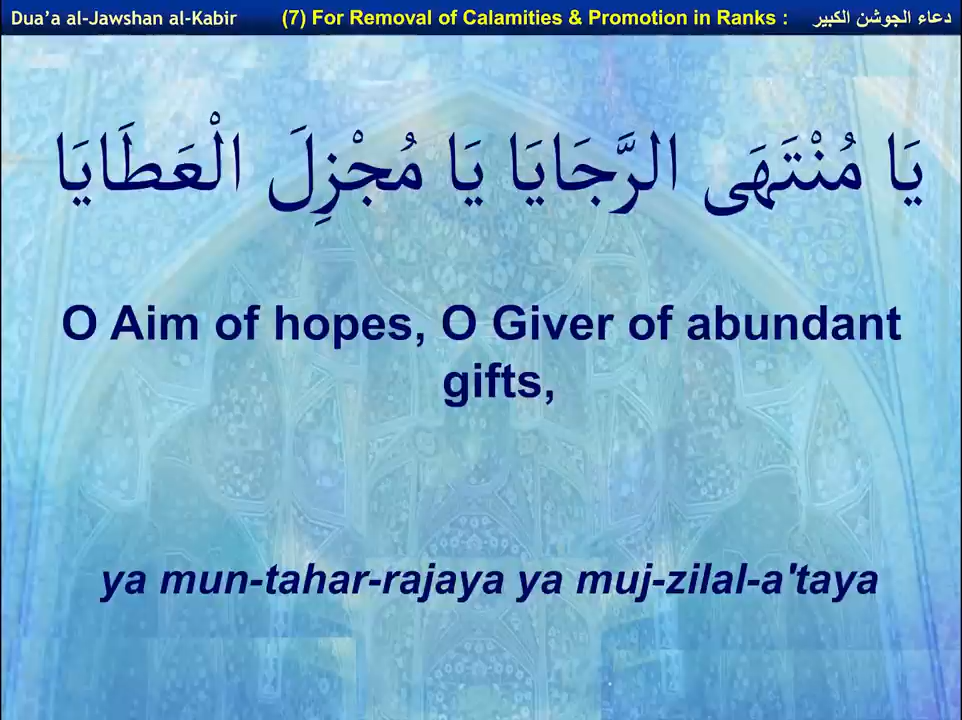 Dua'a al-Jawshan al-Kabir (7) For Removal of Calamities & Promotion in Ranks : دعاء الجوشن الكبير
يَا مُنْتَهَى الرَّجَايَا يَا مُجْزِلَ الْعَطَايَا
O Aim of hopes, O Giver of abundant
gifts,
ya mun-tahar-rajaya ya muj-zilal-a'taya